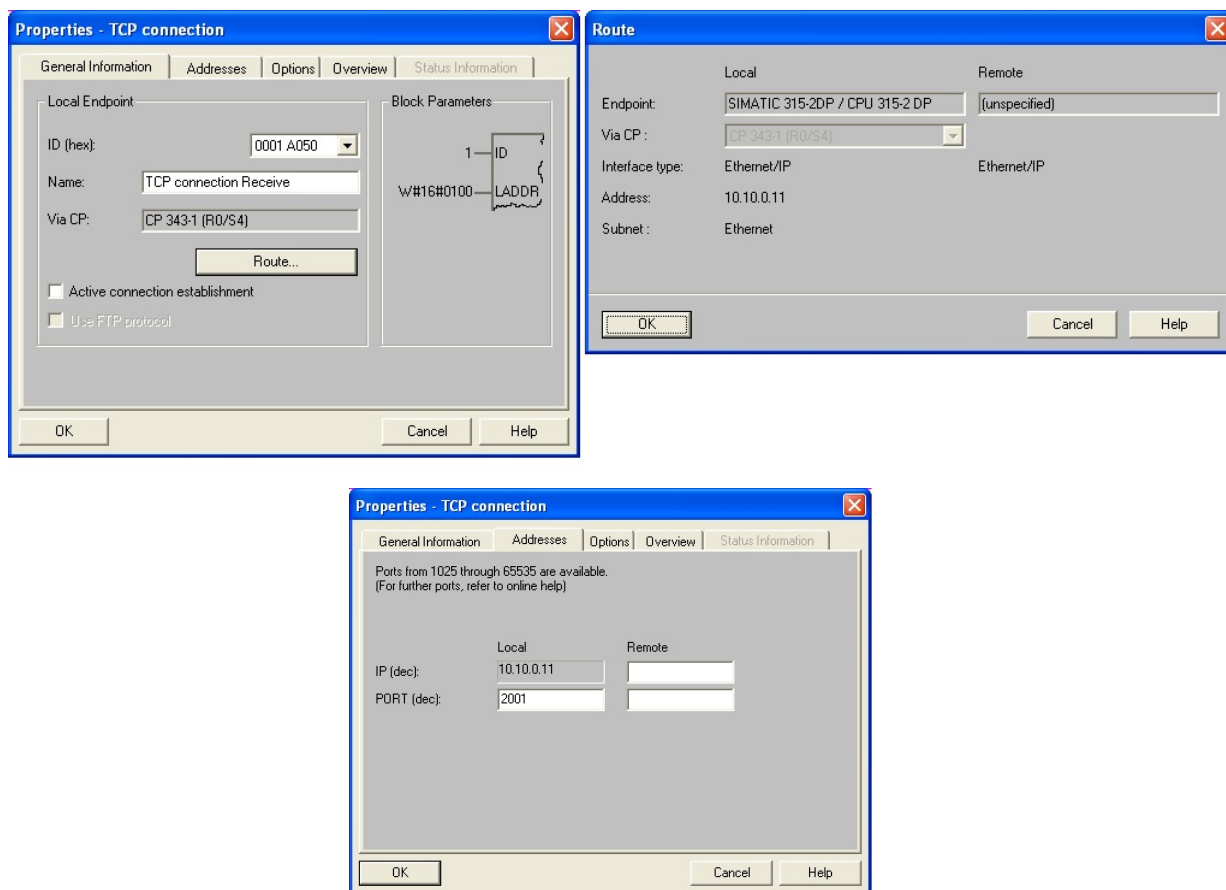 Properties - TCP connection
General Information Addresses Options Overview Status Information
Local Endpoint
ID (hex): 0001 A050
Name: TCP connection Receive
Via CP: CP 343-1 (R0/S4)
Route...
Active connection establishment
Use FTP protocol
Block Parameters
1 ID
W#16#0100 LADDR
OK Cancel Help
Route
Local Remote
Endpoint: SIMATIC 315-2DP / CPU 315-2 DP (unspecified)
Via CP : CP 343-1 (R0/S4)
Interface type: Ethernet/IP Ethernet/IP
Address: 10.10.0.11
Subnet : Ethernet
OK Cancel Help
Properties - TCP connection
General Information Addresses Options Overview Status Information
Ports from 1025 through 65535 are available.
(For further ports, refer to online help)
Local Remote
IP (dec): 10.10.0.11
PORT (dec): 2001
OK Cancel Help